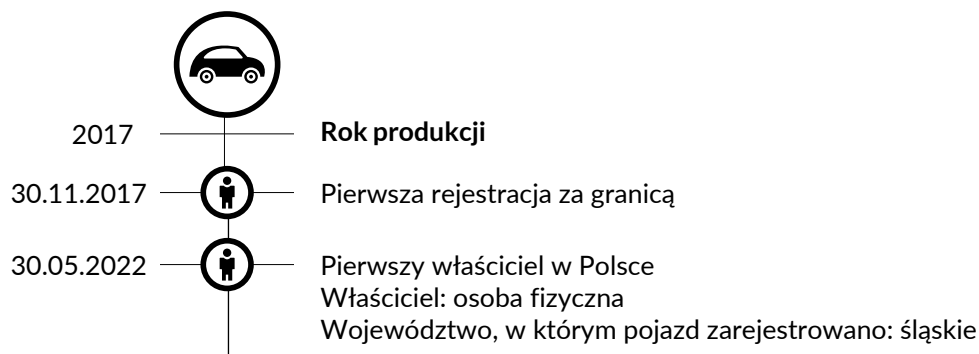 2017 Rok produkcji
30.11.2017 Pierwsza rejestracja za granicą
30.05.2022 Pierwszy właściciel w Polsce
Właściciel: osoba fizyczna
Województwo, w którym pojazd zarejestrowano: śląskie